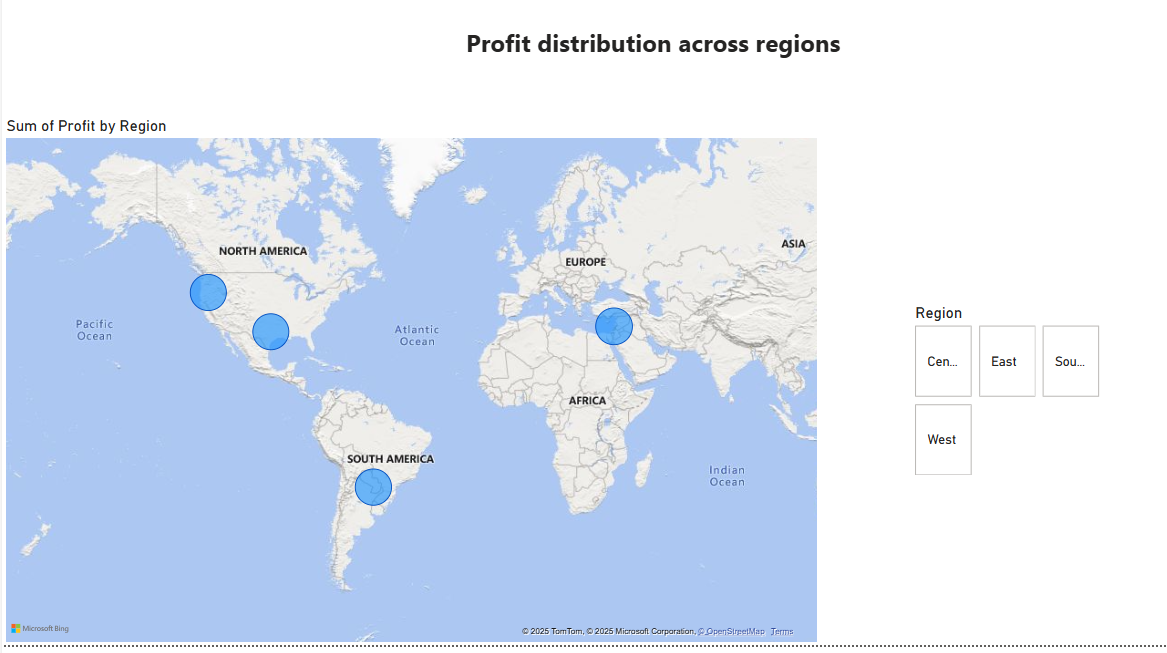 Profit distribution across regions
Sum of Profit by Region
NORTH AMERICA
EUROPE
ASIA
Pacific
Ocean
Atlantic
Ocean
AFRICA
SOUTH AMERICA
Indian
Ocean
Microsoft Bing
© 2025 TomTom, © 2025 Microsoft Corporation, © OpenStreetMap Terms
Region
Cen...
East
Sou...
West